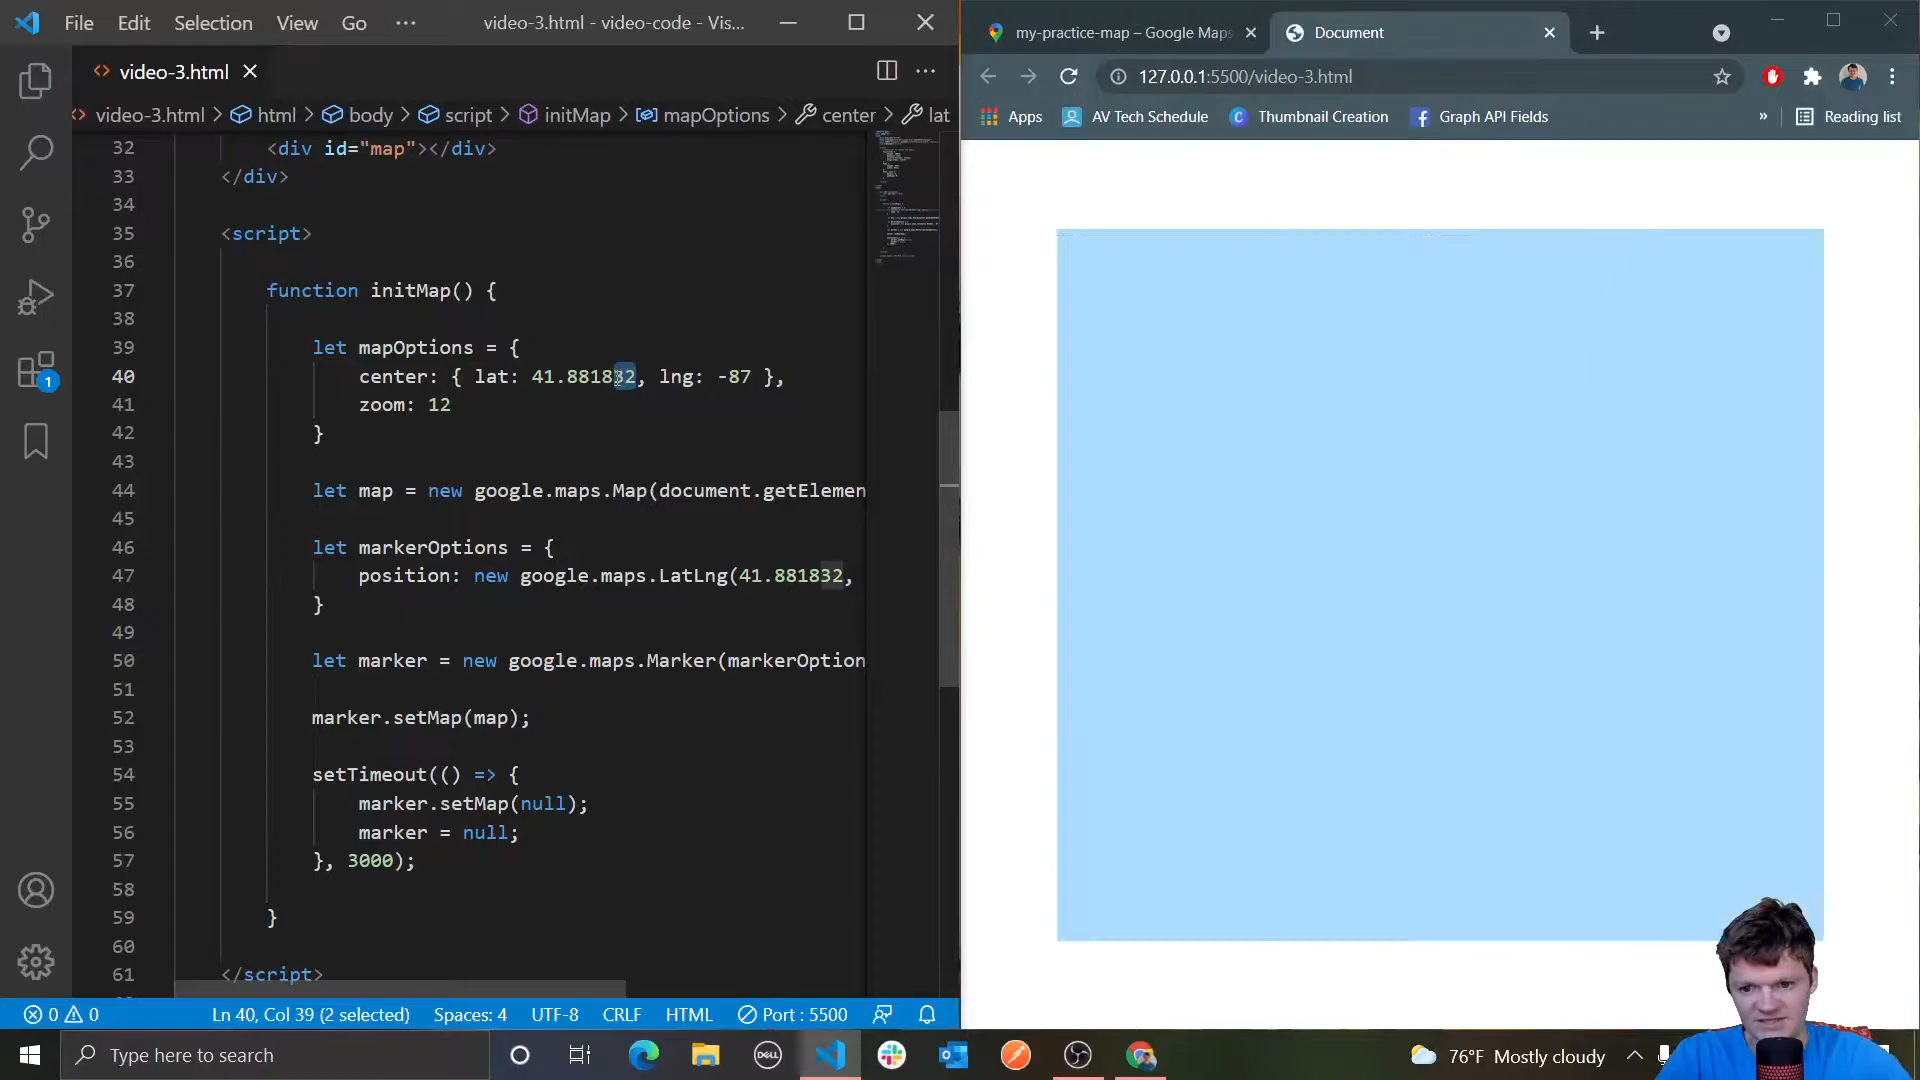 File Edit Selection View Go ··· video-3.html - video-code - Vis...
video-3.html
video-3.html > html > body > script > initMap > mapOptions > center > lat
32 <div id="map"></div>
33 </div>
34
35 <script>
36
37 function initMap() {
38
39 let mapOptions = {
40 center: { lat: 41.881832, lng: -87 },
41 zoom: 12
42 }
43
44 let map = new google.maps.Map(document.getElemen
45
46 let markerOptions = {
47 position: new google.maps.LatLng(41.881832,
48 }
49
50 let marker = new google.maps.Marker(markerOption
51
52 marker.setMap(map);
53
54 setTimeout(() => {
55 marker.setMap(null);
56 marker = null;
57 }, 3000);
58
59 }
60
61 </script>
0 0 Ln 40, Col 39 (2 selected) Spaces: 4 UTF-8 CRLF HTML Port : 5500
my-practice-map – Google Maps
Document
127.0.0.1:5500/video-3.html
Apps AV Tech Schedule Thumbnail Creation Graph API Fields » Reading list
Type here to search
DELL
76°F Mostly cloudy
1